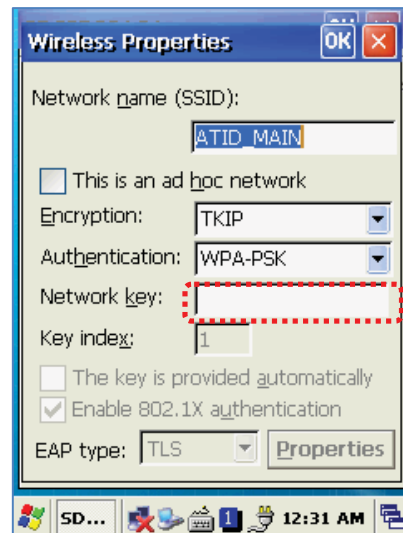 Wireless Properties OK
Network name (SSID):
ATID_MAIN
This is an ad hoc network
Encryption: TKIP
Authentication: WPA-PSK
Network key:
Key index: 1
The key is provided automatically
Enable 802.1X authentication
EAP type: TLS Properties
SD... 1 12:31 AM